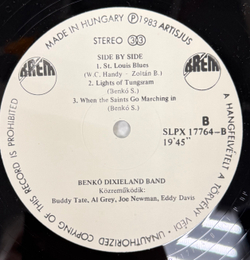 MADE IN HUNGARY Ⓟ 1983 ARTISJUS
STEREO 33
KRÉM
KRÉM
SIDE BY SIDE
1. St. Louis Blues
(W.C. Handy – Zoltán B.)
2. Lights of Tungsram
(Benkó S.)
3. When the Saints Go Marching in
(Benkó S.)
B
SLPX 17764-B
19'45"
BENKÓ DIXIELAND BAND
Közreműködik:
Buddy Tate, Al Grey, Joe Newman, Eddy Davis
A HANGFELVÉTELT A TÖRVÉNY VÉDI · UNAUTHORIZED COPYING OF THIS RECORD IS PROHIBITED